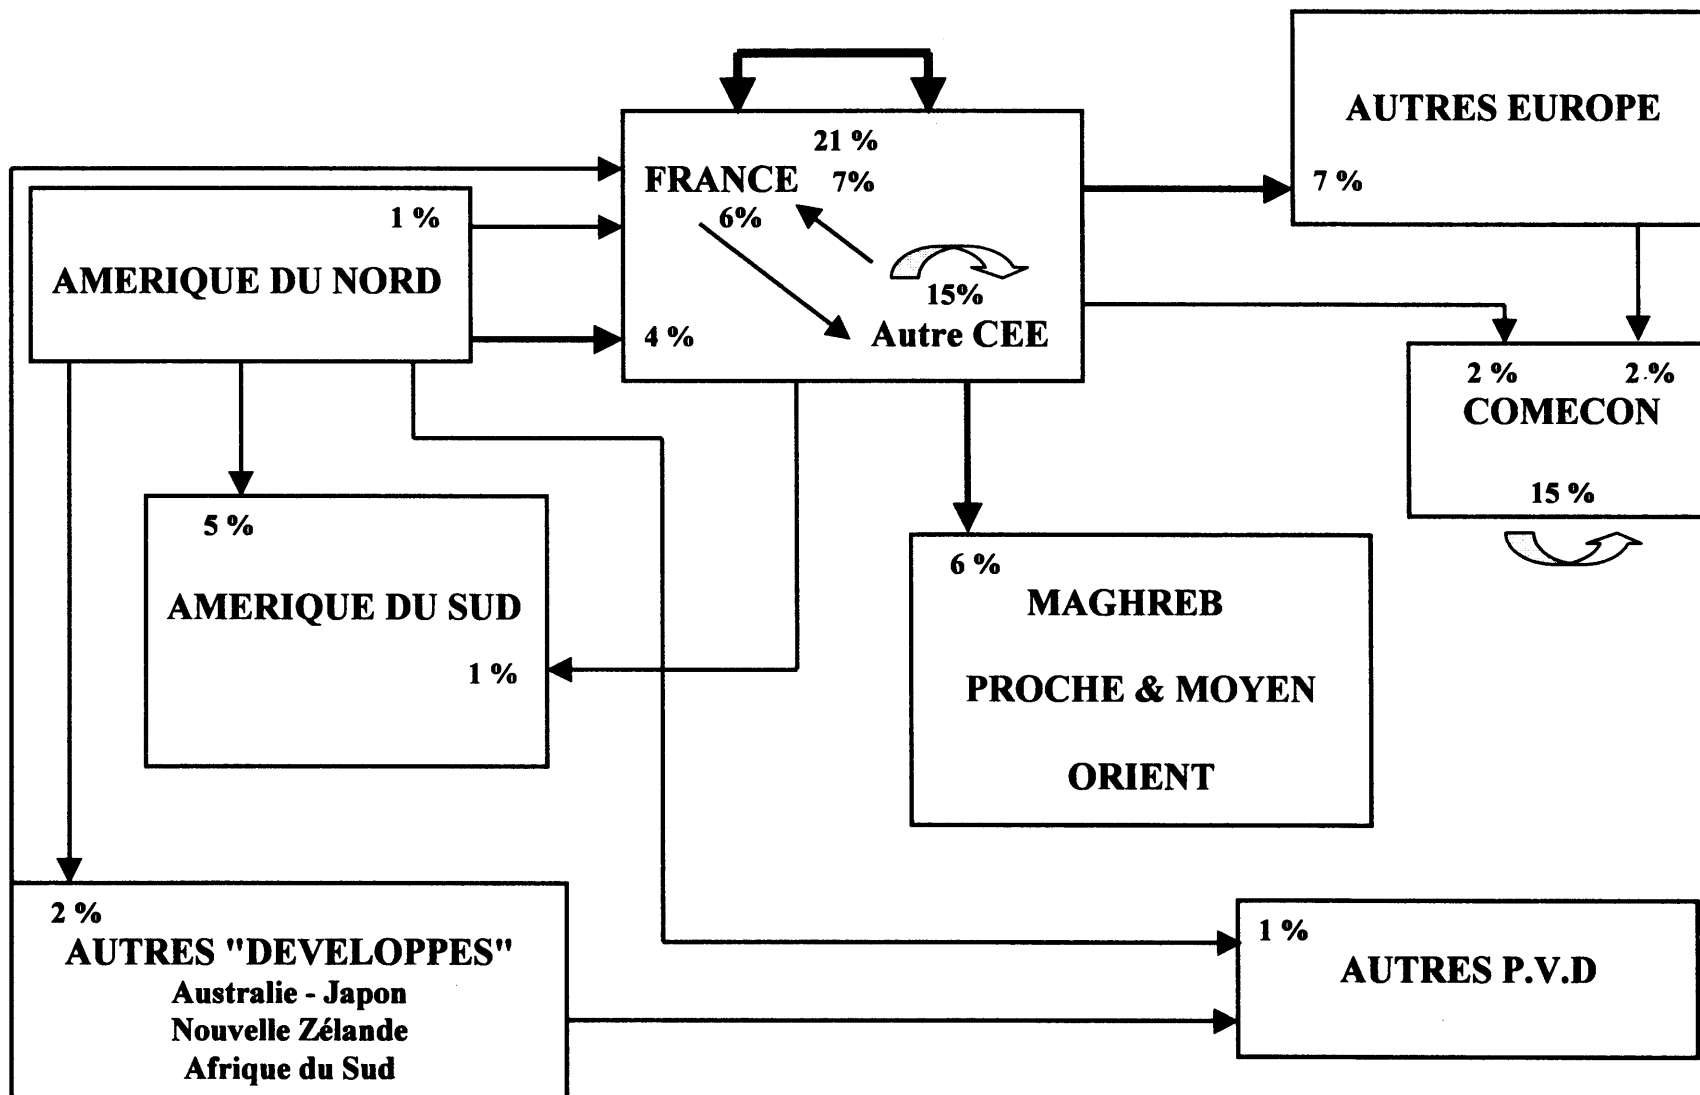 AUTRES EUROPE
7 %
21 %
FRANCE 7%
6%
15%
Autre CEE
4 %
1 %
AMERIQUE DU NORD
2 % 2 %
COMECON
15 %
5 %
AMÉRIQUE DU SUD
1 %
6 %
MAGHREB
PROCHE & MOYEN
ORIENT
2 %
AUTRES "DEVELOPPES"
Australie - Japon
Nouvelle Zélande
Afrique du Sud
1 %
AUTRES P.V.D